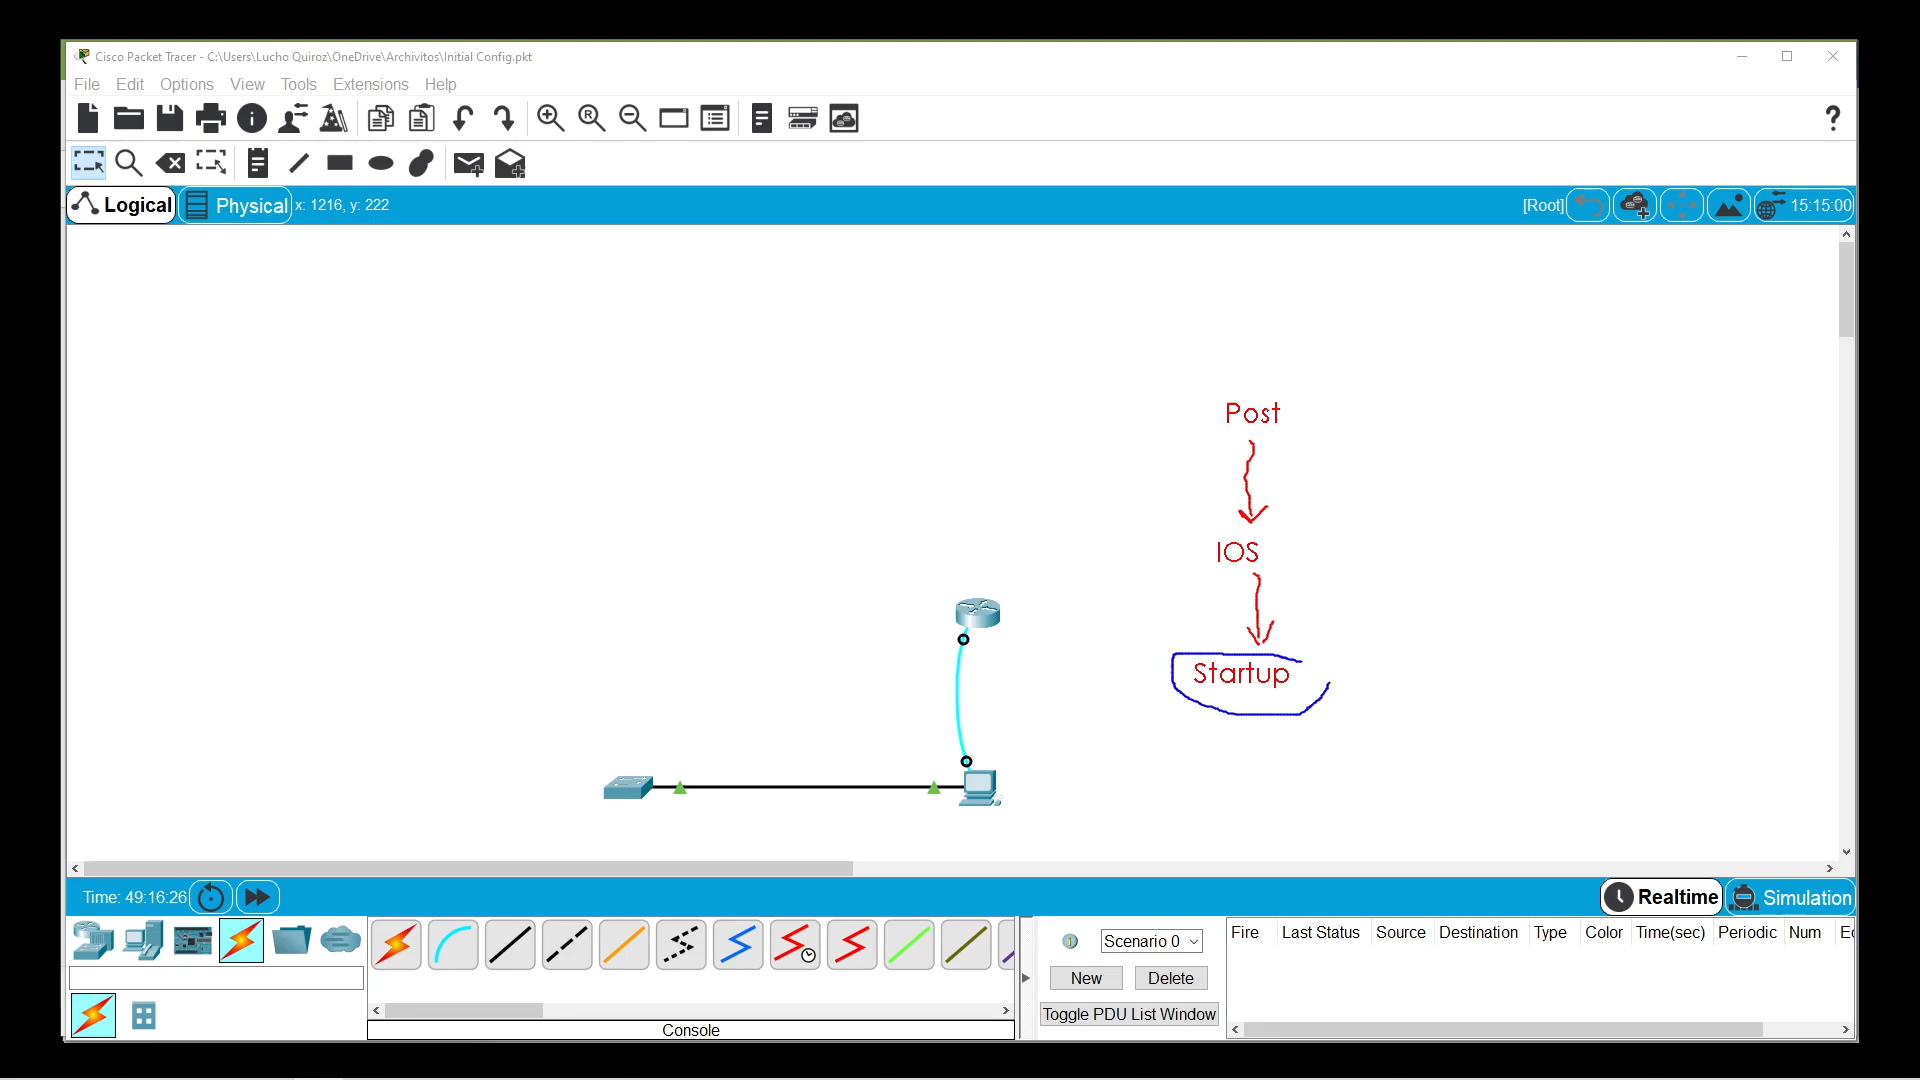 Cisco Packet Tracer - C:\Users\Lucho Quiroz\OneDrive\Archivitos\Initial Config.pkt
File Edit Options View Tools Extensions Help
Logical Physical x: 1216, y: 222 [Root] 15:15:00
Post
IOS
Startup
Time: 49:16:26 Realtime Simulation
Fire Last Status Source Destination Type Color Time(sec) Periodic Num
Scenario 0
New Delete
Toggle PDU List Window
Console